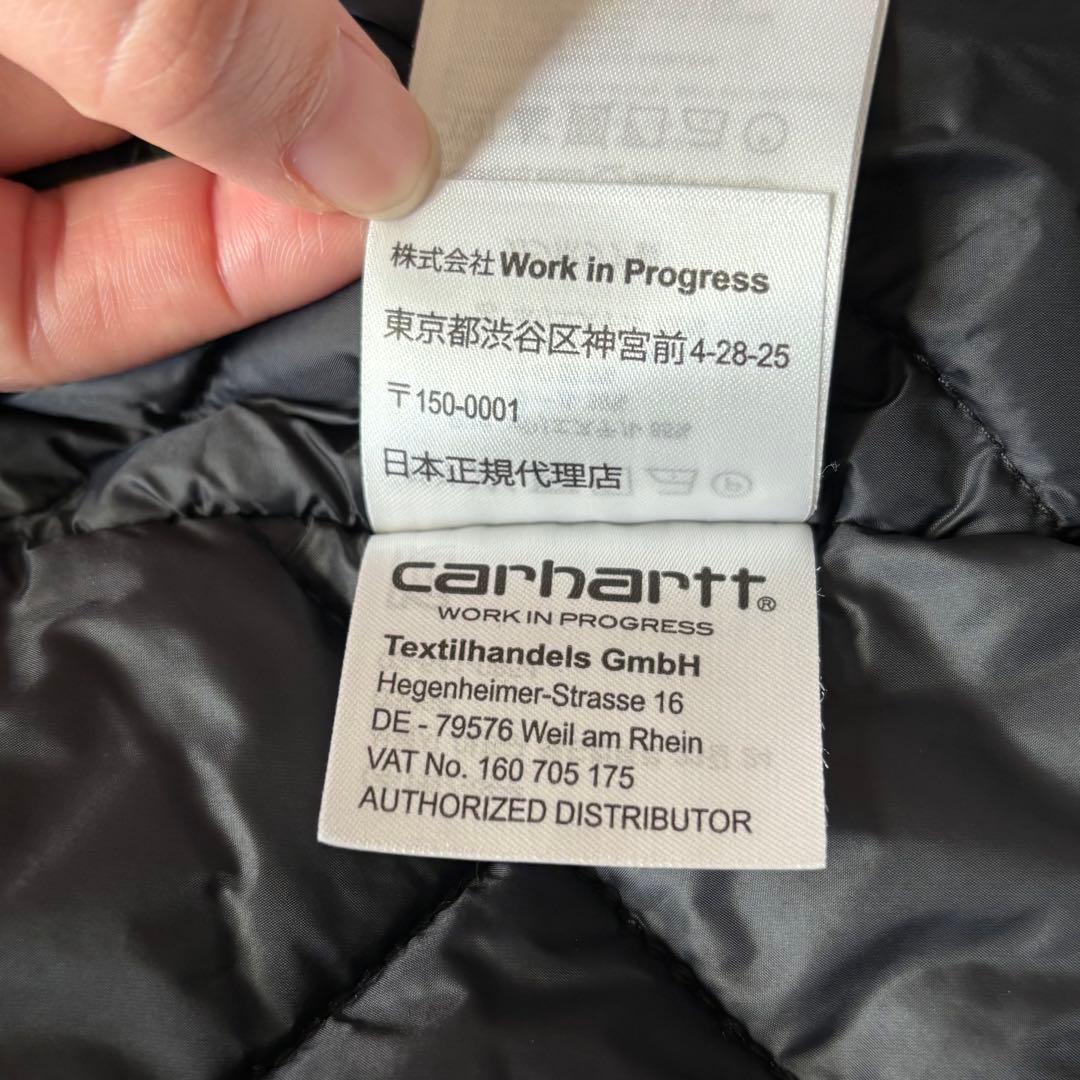 株式会社 Work in Progress
東京都渋谷区神宮前4-28-25
〒150-0001
日本正規代理店
carhartt®
WORK IN PROGRESS
Textilhandels GmbH
Hegenheimer-Strasse 16
DE - 79576 Weil am Rhein
VAT No. 160 705 175
AUTHORIZED DISTRIBUTOR